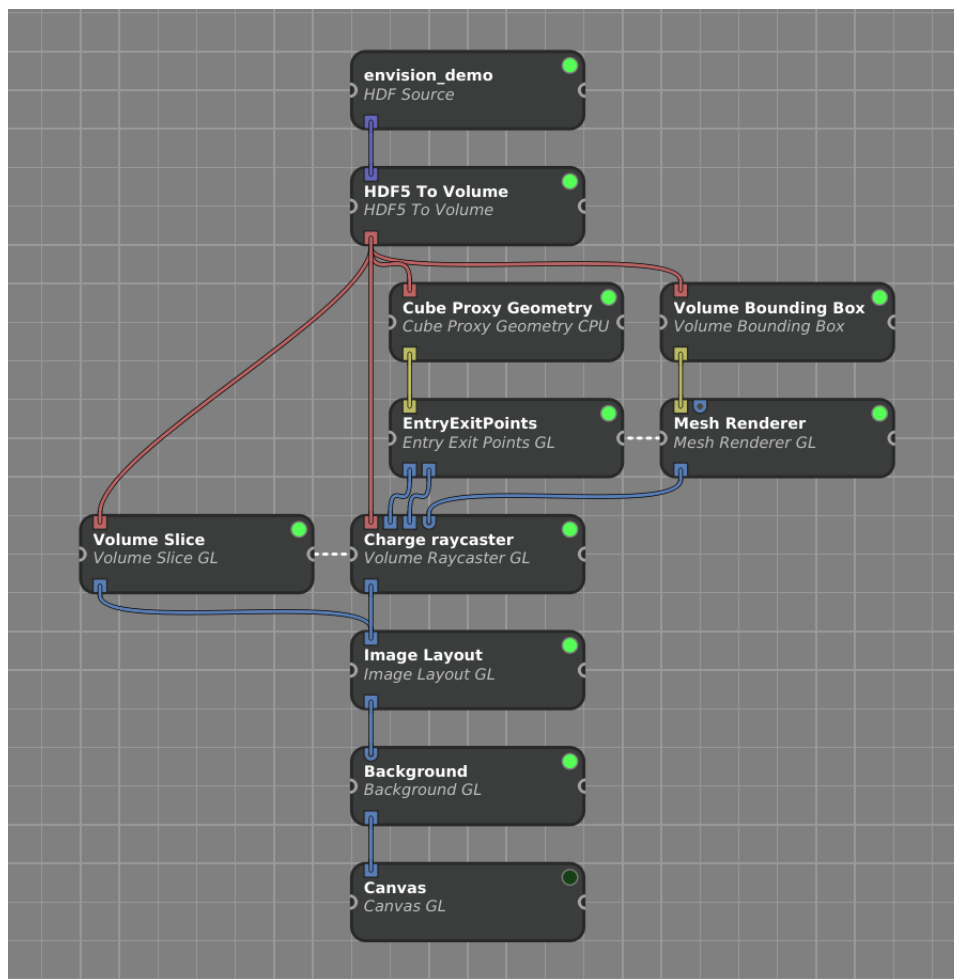 envision_demo
HDF Source
HDF5 To Volume
HDF5 To Volume
Cube Proxy Geometry
Cube Proxy Geometry CPU
Volume Bounding Box
Volume Bounding Box
EntryExitPoints
Entry Exit Points GL
Mesh Renderer
Mesh Renderer GL
Volume Slice
Volume Slice GL
Charge raycaster
Volume Raycaster GL
Image Layout
Image Layout GL
Background
Background GL
Canvas
Canvas GL